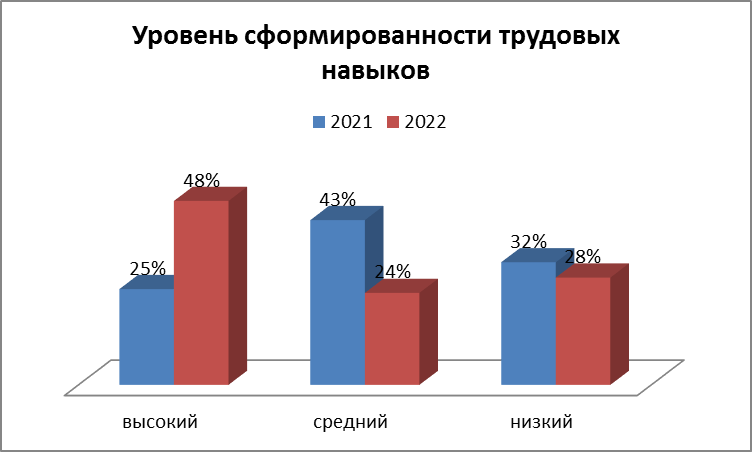 Уровень сформированности трудовых
навыков
2021 2022
48%
43%
25%
32%
24%
28%
высокий средний низкий